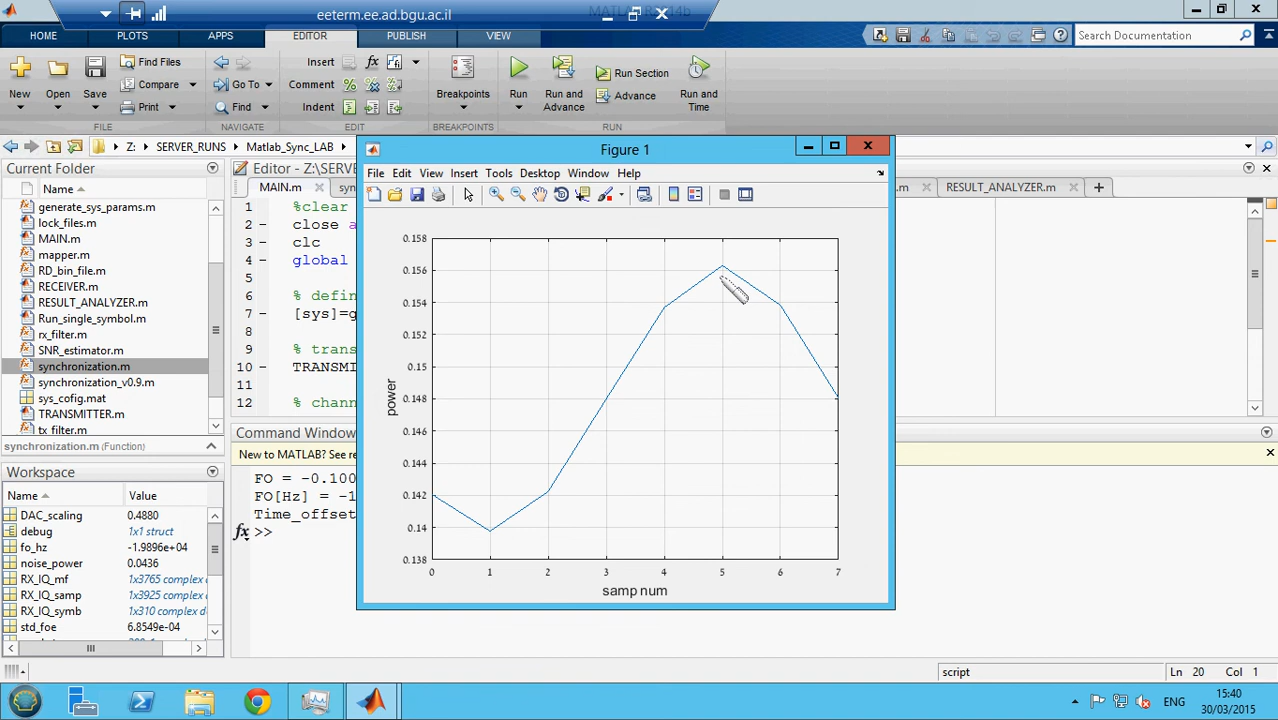 eeterm.ee.ad.bgu.ac.il
HOME PLOTS APPS EDITOR PUBLISH VIEW
Search Documentation
New Open Save Find Files Compare Print
Go To Find
Insert Comment Indent
Breakpoints
Run Run and Advance Run Section Advance Run and Time
FILE NAVIGATE EDIT BREAKPOINTS RUN
Z: SERVER_RUNS Matlab_Sync_LAB
Current Folder
Name
generate_sys_params.m
lock_files.m
MAIN.m
mapper.m
RD_bin_file.m
RECEIVER.m
RESULT_ANALYZER.m
Run_single_symbol.m
rx_filter.m
SNR_estimator.m
synchronization.m
synchronization_v0.9.m
sys_cofig.mat
TRANSMITTER.m
tx_filter.m
synchronization.m (Function)
Workspace
Name Value
DAC_scaling 0.4880
debug 1x1 struct
fo_hz -1.9896e+04
noise_power 0.0436
RX_IQ_mf 1x3765 complex d
RX_IQ_samp 1x3925 complex d
RX_IQ_symb 1x310 complex do
std_foe 6.8549e-04
Editor - Z:\SERV
MAIN.m syn
.m RESULT_ANALYZER.m
1 %clear
2 close a
3 clc
4 global
5
6 % defin
7 [sys]=g
8
9 % trans
10 TRANSMI
11
12 % chann
Command Window
New to MATLAB? See re
FO = -0.100
FO[Hz] = -1
Time_offset
fx >>
Figure 1
File Edit View Insert Tools Desktop Window Help
0.158
0.156
0.154
0.152
0.15
0.148
0.146
0.144
0.142
0.14
0.138
power
0 1 2 3 4 5 6 7
samp num
script Ln 20 Col 1
ENG
15:40
30/03/2015